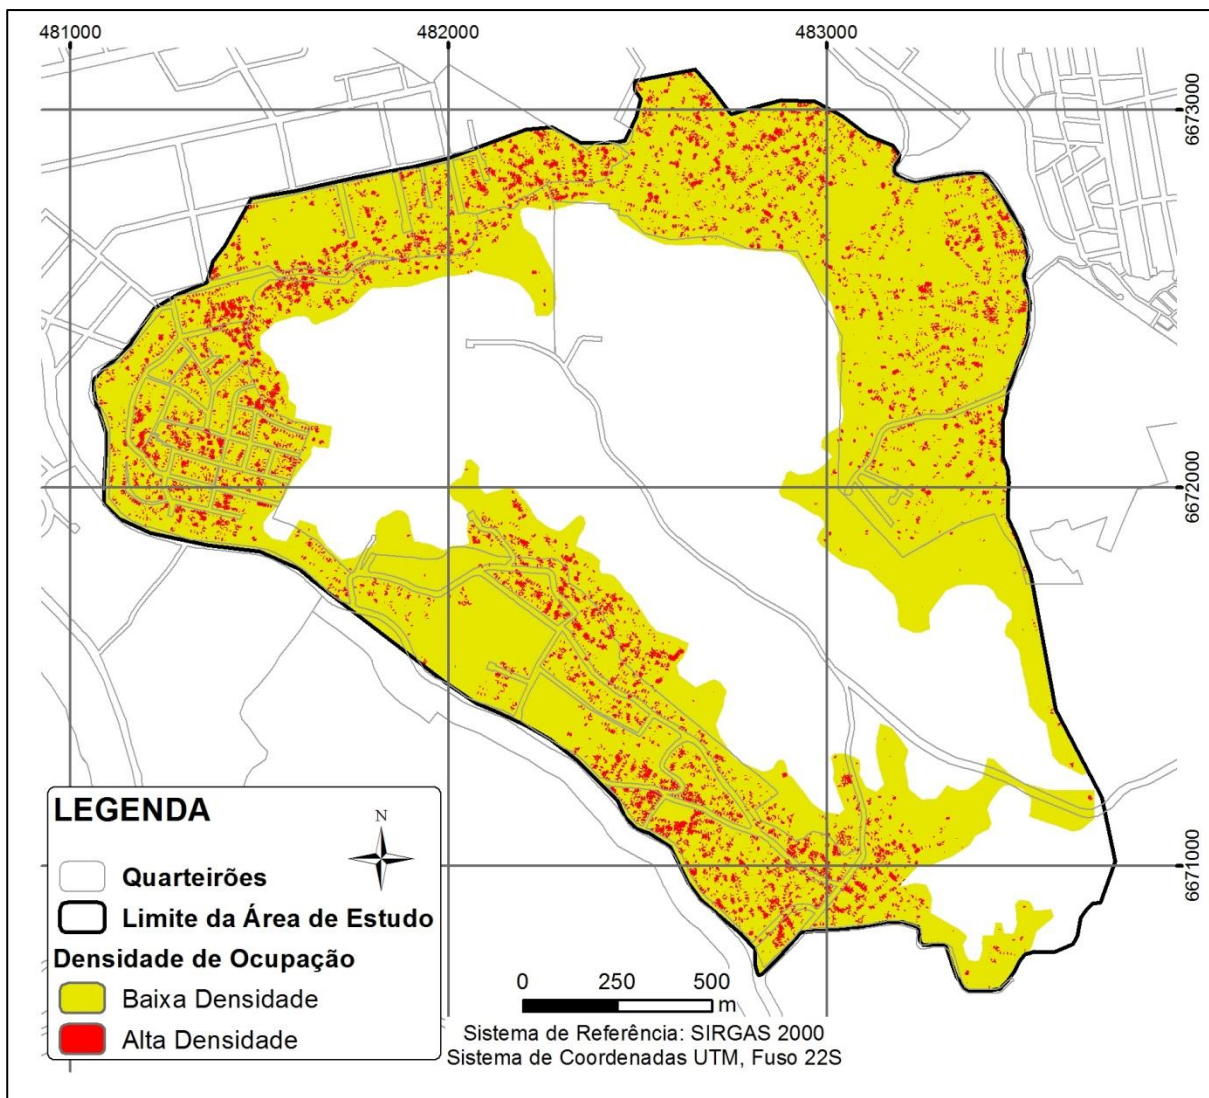 481000
482000
483000
6673000
6672000
6671000
LEGENDA
N
Quarteirões
Limite da Área de Estudo
Densidade de Ocupação
Baixa Densidade
Alta Densidade
0 250 500
m
Sistema de Referência: SIRGAS 2000
Sistema de Coordenadas UTM, Fuso 22S